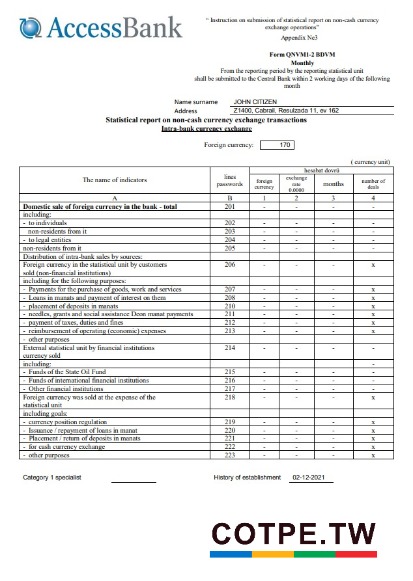 AccessBank
" Instruction on submission of statistical report on non-cash currency
exchange operations"
Appendix No3
Form QNVM1-2 BDVM
Monthly
From the reporting period by the reporting statistical unit
shall be submitted to the Central Bank within 2 working days of the following
month
Name surname JOHN CITIZEN
Address Z1400, Cabrail, Resulzada 11, ev 162
Statistical report on non-cash currency exchange transactions
Intra-bank currency exchange
Foreign currency: 170
( currency unit)
The name of indicators lines passwords hesebat dovrü
foreign currency exchange rate 0.0000 months number of deals
A B 1 2 3 4
Domestic sale of foreign currency in the bank - total 201 - - - -
including:
- to individuals 202 - - - -
non-residents from it 203 - - - -
- to legal entities 204 - - - -
non-residents from it 205 - - - -
Distribution of intra-bank sales by sources:
Foreign currency in the statistical unit by customers
sold (non-financial institutions) 206 - - - x
including for the following purposes:
- Payments for the purchase of goods, work and services 207 - - - x
- Loans in manats and payment of interest on them 208 - - - x
- placement of deposits in manats 210 - - - x
- needles, grants and social assistance Deon manat payments 211 - - - x
- payment of taxes, duties and fines 212 - - - x
- reimbursement of operating (economic) expenses 213 - - - x
- other purposes
External statistical unit by financial institutions
currency sold 214 - - - -
including: -
- Funds of the State Oil Fund 215 - - - -
- Funds of international financial institutions 216 - - - -
- Other financial institutions 217 - - - -
Foreign currency was sold at the expense of the
statistical unit 218 - - - x
including goals:
- currency position regulation 219 - - - x
- Issuance / repayment of loans in manat 220 - - - x
- Placement / return of deposits in manats 221 - - - x
- for cash currency exchange 222 - - - x
- other purposes 223 - - - x
Category 1 specialist History of establishment 02-12-2021
COTPE.TW